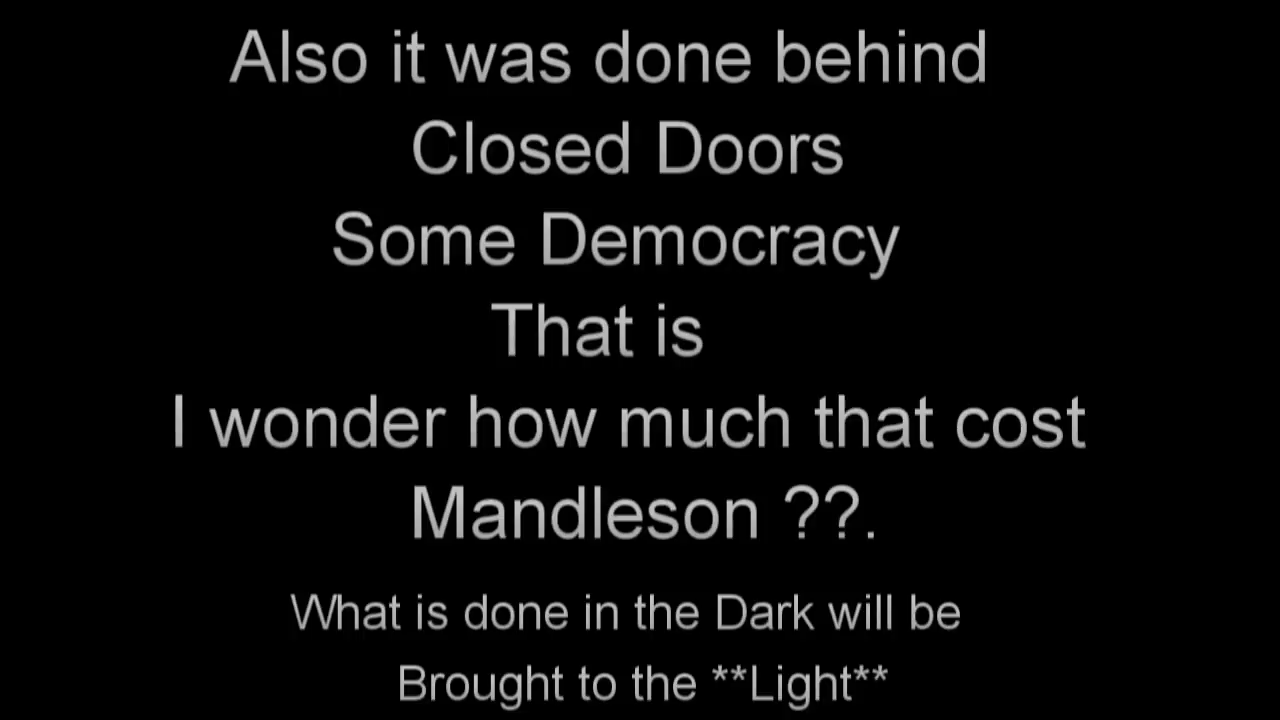 Also it was done behind
Closed Doors
Some Democracy
That is
I wonder how much that cost
Mandleson ??.
What is done in the Dark will be
Brought to the **Light**